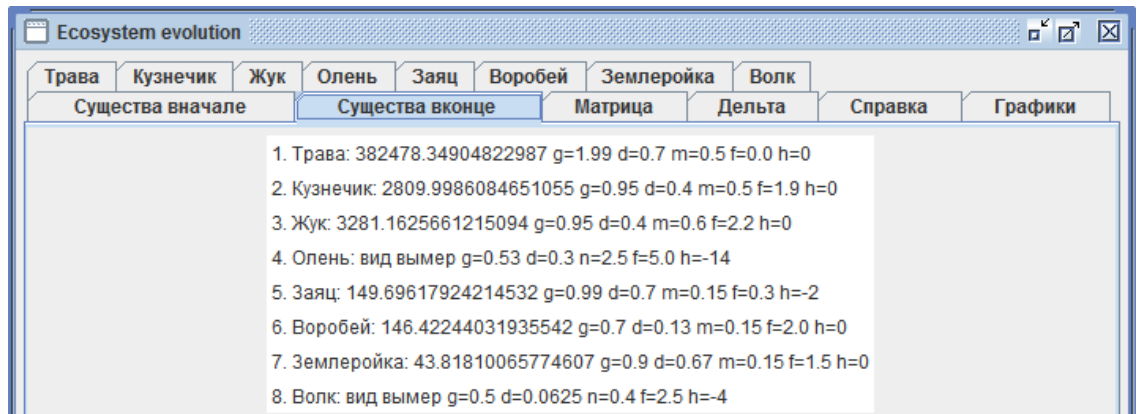 Ecosystem evolution
Трава Кузнечик Жук Олень Заяц Воробей Землеройка Волк
Существа вначале Существа вконце Матрица Дельта Справка Графики
1. Трава: 382478.34904822987 g=1.99 d=0.7 m=0.5 f=0.0 h=0
2. Кузнечик: 2809.9986084651055 g=0.95 d=0.4 m=0.5 f=1.9 h=0
3. Жук: 3281.1625661215094 g=0.95 d=0.4 m=0.6 f=2.2 h=0
4. Олень: вид вымер g=0.53 d=0.3 n=2.5 f=5.0 h=-14
5. Заяц: 149.69617924214532 g=0.99 d=0.7 m=0.15 f=0.3 h=-2
6. Воробей: 146.42244031935542 g=0.7 d=0.13 m=0.15 f=2.0 h=0
7. Землеройка: 43.81810065774607 g=0.9 d=0.67 m=0.15 f=1.5 h=0
8. Волк: вид вымер g=0.5 d=0.0625 n=0.4 f=2.5 h=-4